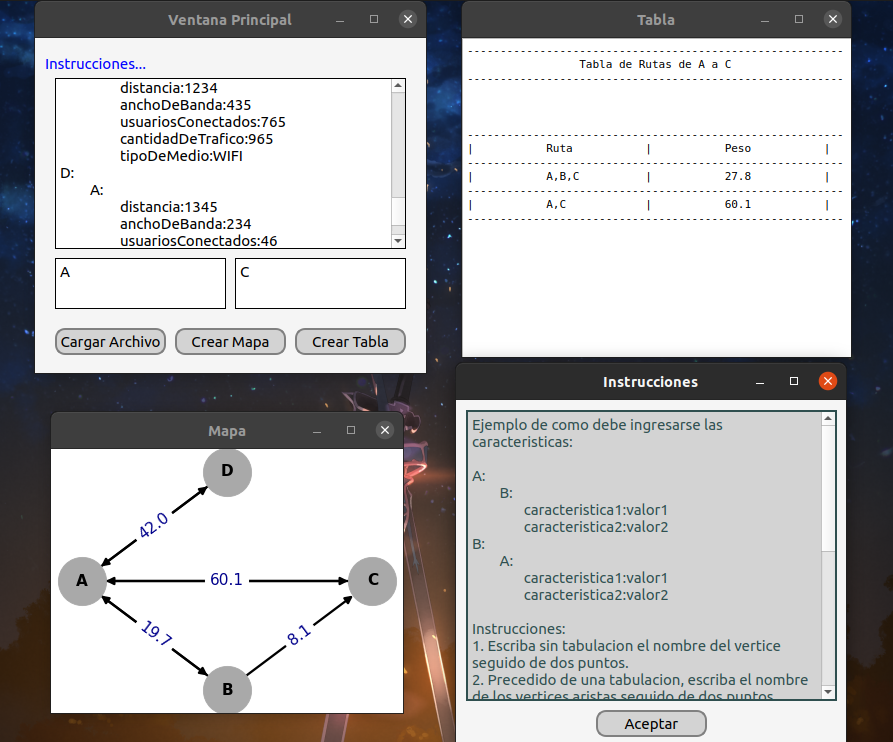 Ventana Principal
Instrucciones...
distancia:1234
anchoDeBanda:435
usuariosConectados:765
cantidadDeTrafico:965
tipoDeMedio:WIFI
D:
A:
distancia:1345
anchoDeBanda:234
usuariosConectados:46
A
C
Cargar Archivo
Crear Mapa
Crear Tabla
Tabla
Tabla de Rutas de A a C
| Ruta | Peso |
| A,B,C | 27.8 |
| A,C | 60.1 |
Mapa
D
42.0
A
60.1
C
19.7
8.1
B
Instrucciones
Ejemplo de como debe ingresarse las
caracteristicas:
A:
B:
caracteristica1:valor1
caracteristica2:valor2
B:
A:
caracteristica1:valor1
caracteristica2:valor2
Instrucciones:
1. Escriba sin tabulacion el nombre del vertice
seguido de dos puntos.
2. Precedido de una tabulacion, escriba el nombre
de los vertices aristas seguido de dos puntos
Aceptar